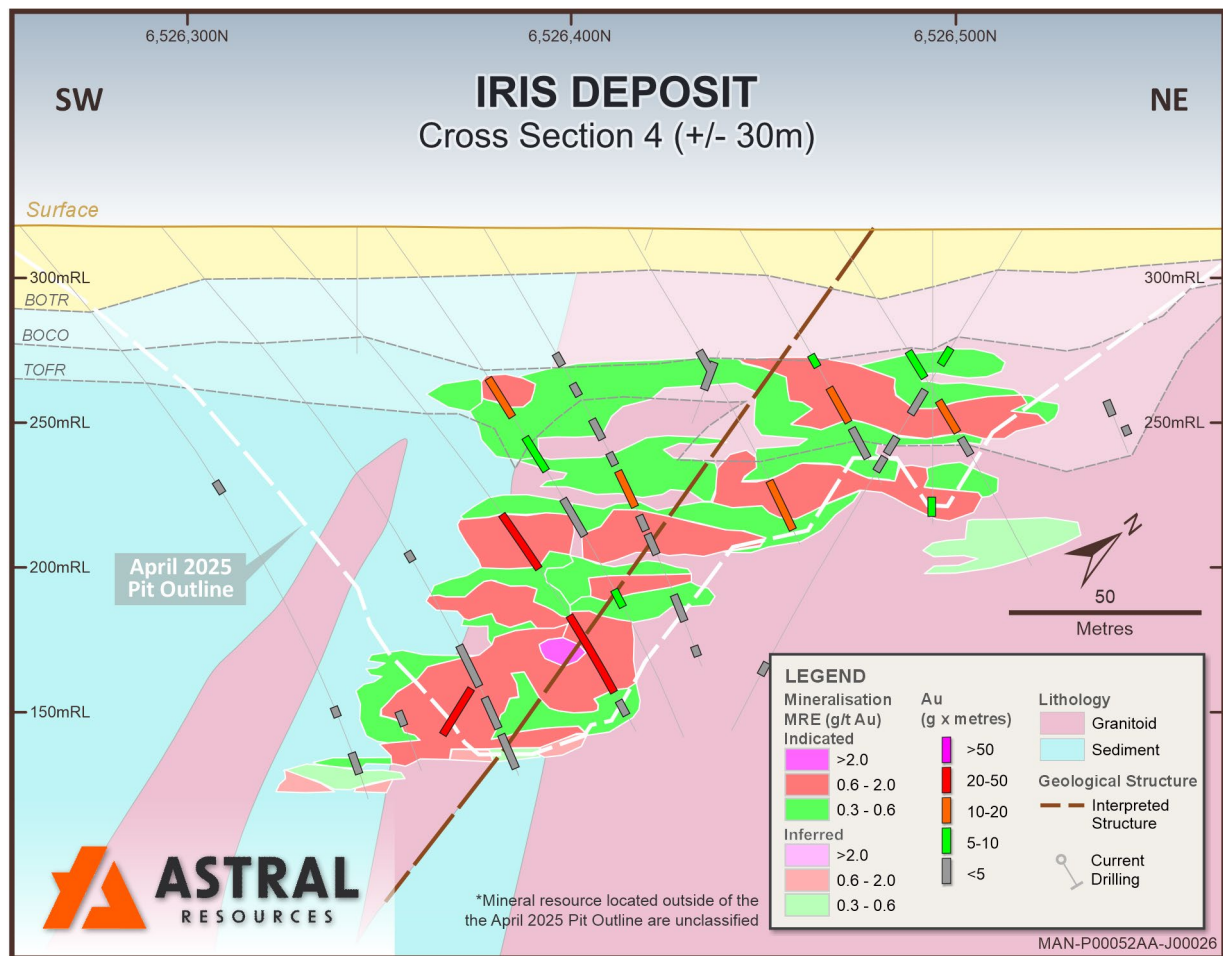 6,526,300N
6,526,400N
6,526,500N
SW
IRIS DEPOSIT
NE
Cross Section 4 (+/- 30m)
Surface
300mRL
300mRL
BOTR
BOCO
TOFR
250mRL
250mRL
April 2025
Pit Outline
200mRL
N
50
Metres
150mRL
LEGEND
Mineralisation
MRE (g/t Au)
Indicated
>2.0
0.6 - 2.0
0.3 - 0.6
Inferred
>2.0
0.6 - 2.0
0.3 - 0.6
Au
(g x metres)
>50
20-50
10-20
5-10
<5
Lithology
Granitoid
Sediment
Geological Structure
Interpreted
Structure
Current
Drilling
ASTRAL
RESOURCES
*Mineral resource located outside of the
the April 2025 Pit Outline are unclassified
MAN-P00052AA-J00026